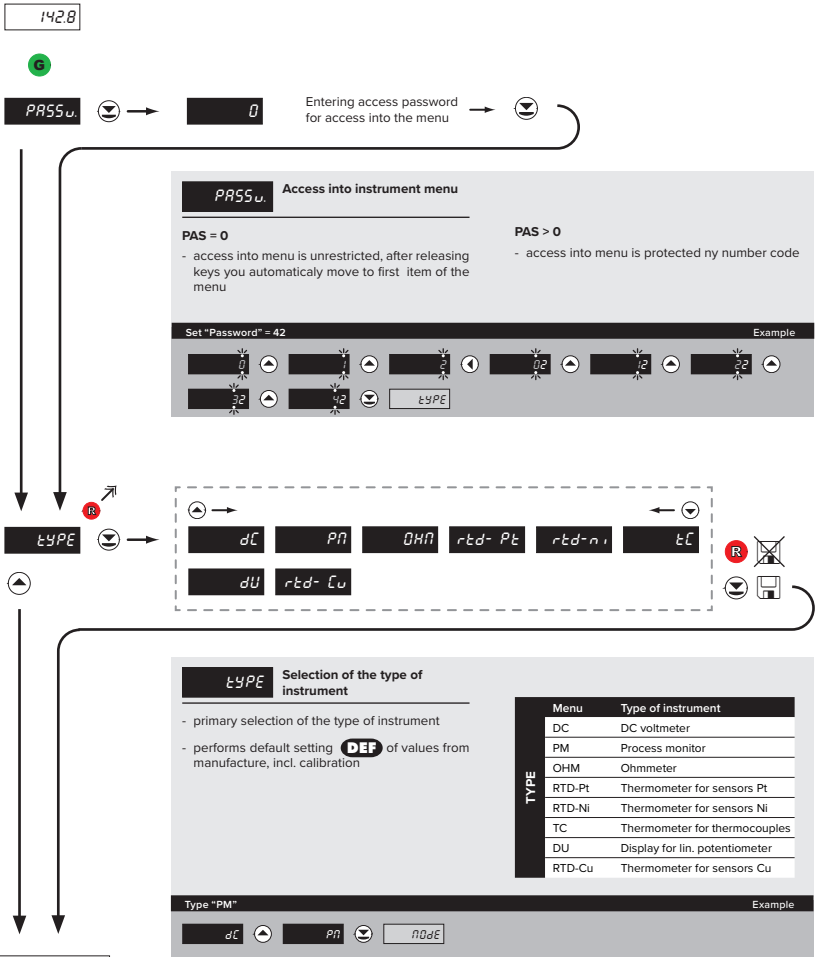 142.8
G
PASSw. 0 Entering access password
for access into the menu
PASSw. Access into instrument menu
PAS = 0
- access into menu is unrestricted, after releasing
keys you automaticaly move to first item of the
menu
PAS > 0
- access into menu is protected ny number code
Set “Password” = 42 Example
0 1 2 02 12 22
32 42 tYPE
R
tYPE
dC PM OHM rtd- Pt rtd-ni tC
dU rtd- Cu
R
tYPE Selection of the type of
instrument
- primary selection of the type of instrument
- performs default setting DEF of values from
manufacture, incl. calibration
TYPE
Menu Type of instrument
DC DC voltmeter
PM Process monitor
OHM Ohmmeter
RTD-Pt Thermometer for sensors Pt
RTD-Ni Thermometer for sensors Ni
TC Thermometer for thermocouples
DU Display for lin. potentiometer
RTD-Cu Thermometer for sensors Cu
Type “PM” Example
dC PM MOdE